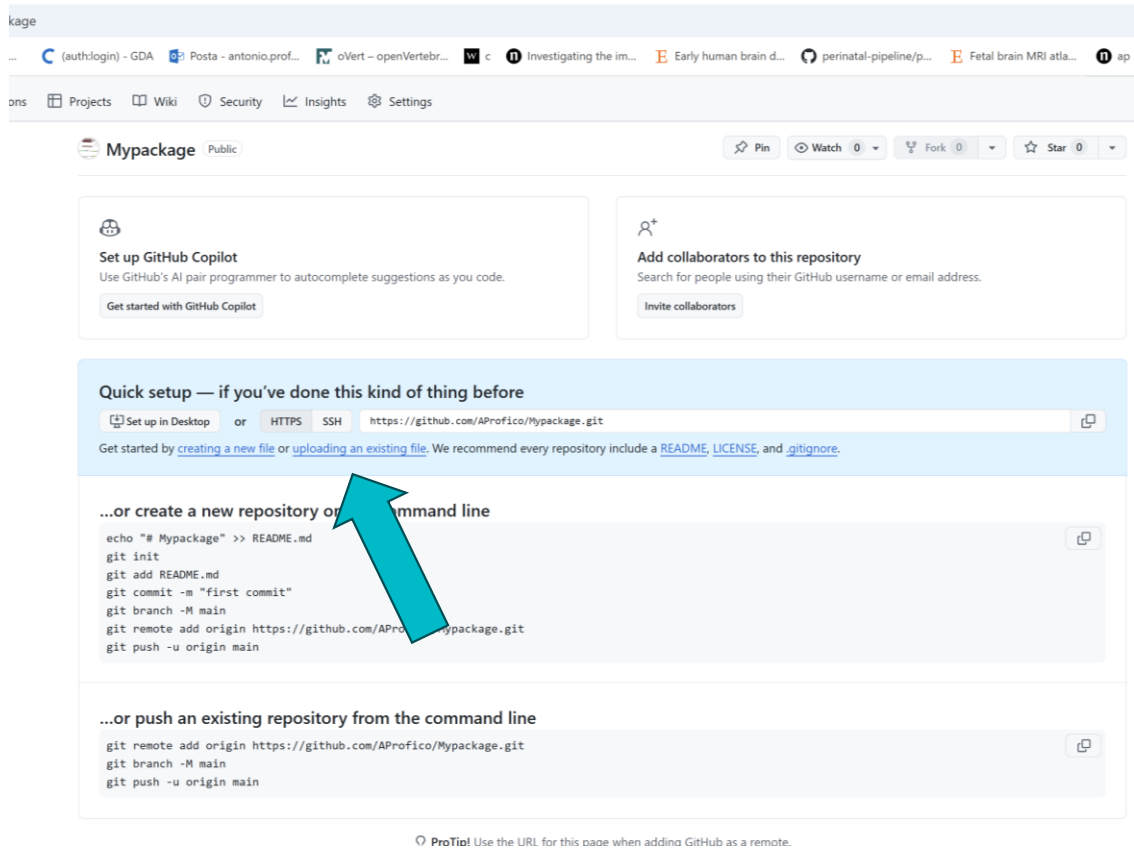 kage
... (auth:login) - GDA Posta - antonio.prof... oVert – openVertebr... c Investigating the im... Early human brain d... perinatal-pipeline/p... Fetal brain MRI atla... ap
ons Projects Wiki Security Insights Settings
Mypackage Public Pin Watch 0 Fork 0 Star 0
Set up GitHub Copilot
Use GitHub's AI pair programmer to autocomplete suggestions as you code.
Get started with GitHub Copilot
Add collaborators to this repository
Search for people using their GitHub username or email address.
Invite collaborators
Quick setup — if you've done this kind of thing before
Set up in Desktop or HTTPS SSH https://github.com/AProfico/Mypackage.git
Get started by creating a new file or uploading an existing file. We recommend every repository include a README, LICENSE, and .gitignore.
...or create a new repository on command line
echo "# Mypackage" >> README.md
git init
git add README.md
git commit -m "first commit"
git branch -M main
git remote add origin https://github.com/APro ypackage.git
git push -u origin main
...or push an existing repository from the command line
git remote add origin https://github.com/AProfico/Mypackage.git
git branch -M main
git push -u origin main
ProTip! Use the URL for this page when adding GitHub as a remote.